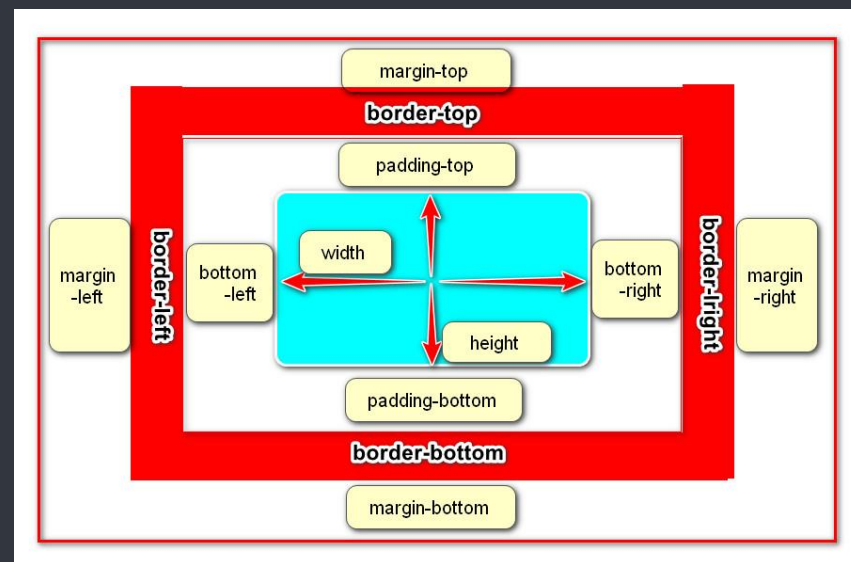 margin-top
border-top
padding-top
margin
-left
border-left
bottom
-left
width
height
bottom
-right
border-lright
margin
-right
padding-bottom
border-bottom
margin-bottom